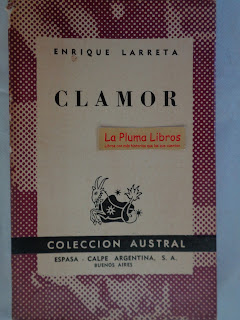 ENRIQUE LARRETA
CLAMOR
La Pluma Libros
COLECCION AUSTRAL
ESPASA - CALPE ARGENTINA, S. A.
BUENOS AIRES